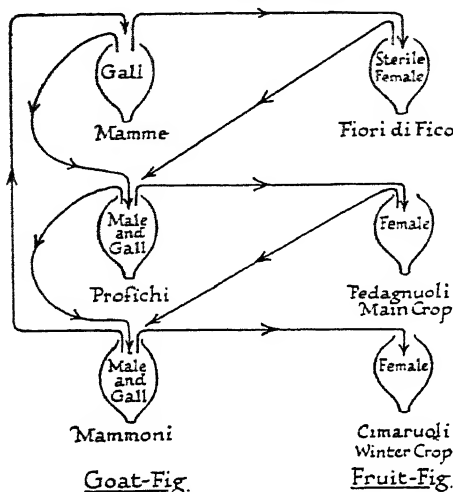 Gall
Sterile
Female
Mamme
Fiori di Fico
Male
and
Gall
Female
Profichi
Pedagnuoli
Main Crop
Male
and
Gall
Female
Mammoni
Cimaruoli
Winter Crop
Goat-Fig
Fruit-Fig